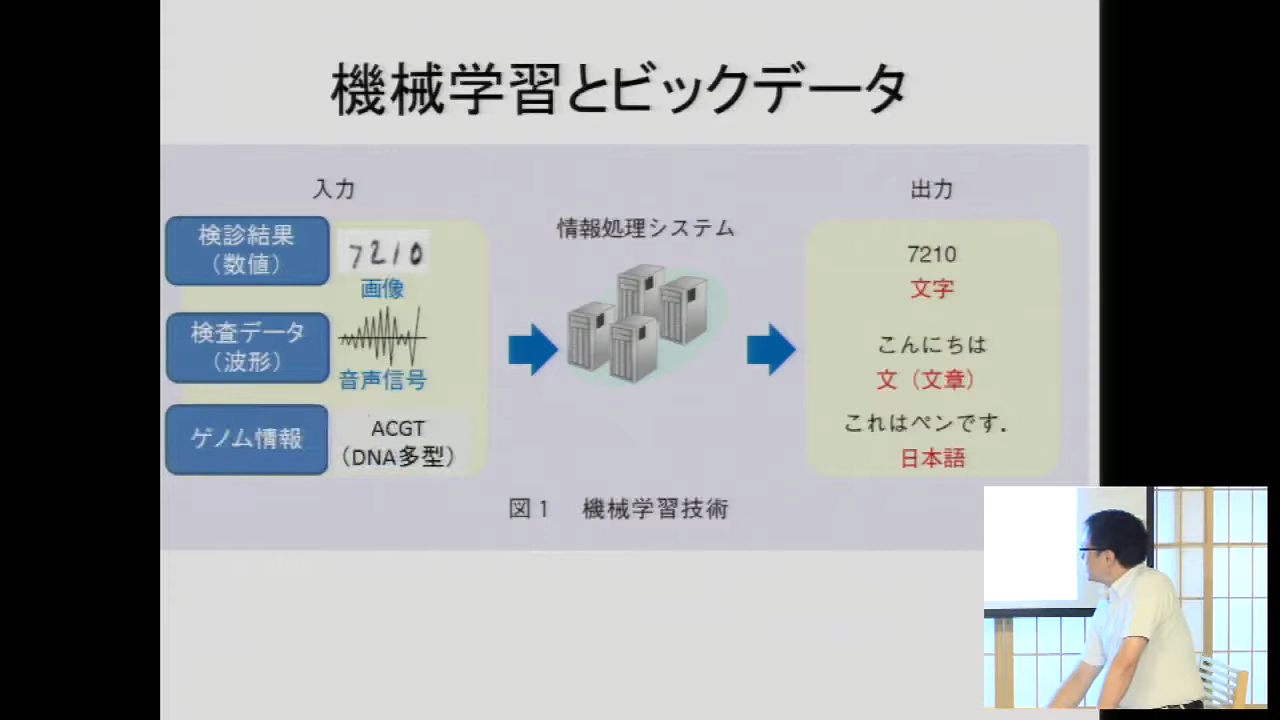 機械学習とビックデータ
入力
検診結果
（数値）
7210
画像
検査データ
（波形）
音声信号
ゲノム情報
ACGT
（DNA多型）
情報処理システム
出力
7210
文字
こんにちは
文（文章）
これはペンです．
日本語
図１　機械学習技術